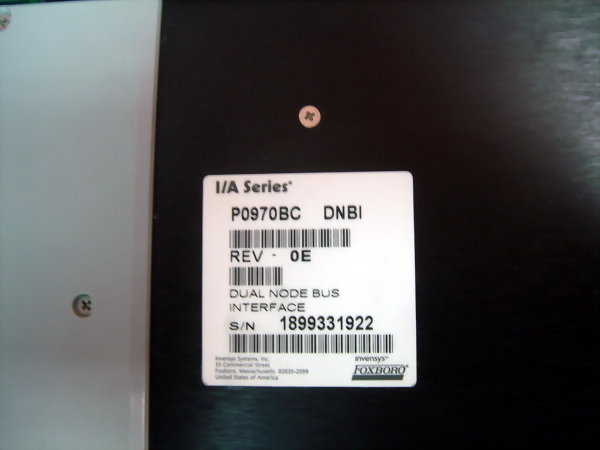 I/A Series®
P0970BC DNBI
REV - 0E
DUAL NODE BUS
INTERFACE
S/N 1899331922
Invensys Systems, Inc.
33 Commercial Street
Foxboro, Massachusetts 02035-2099
United States of America
invensys™
FOXBORO®